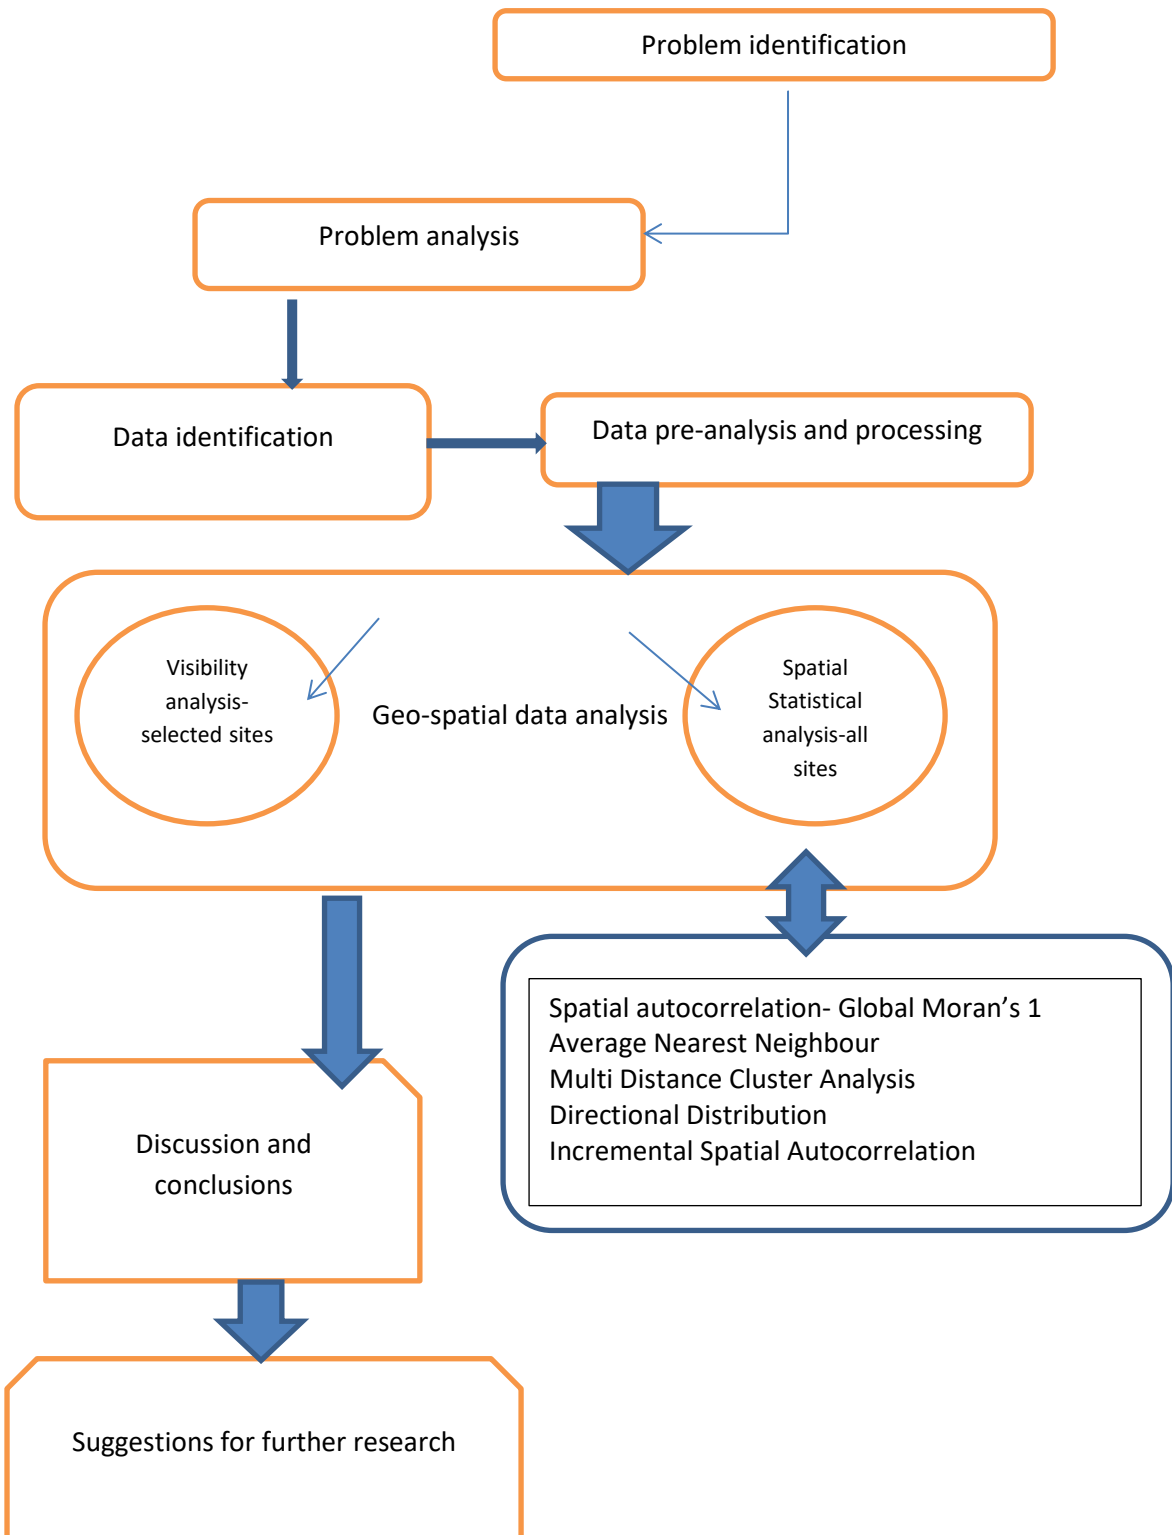 Problem identification
Problem analysis
Data identification
Data pre-analysis and processing
Visibility
analysis-
selected sites
Geo-spatial data analysis
Spatial
Statistical
analysis-all
sites
Spatial autocorrelation- Global Moran’s 1
Average Nearest Neighbour
Multi Distance Cluster Analysis
Directional Distribution
Incremental Spatial Autocorrelation
Discussion and
conclusions
Suggestions for further research